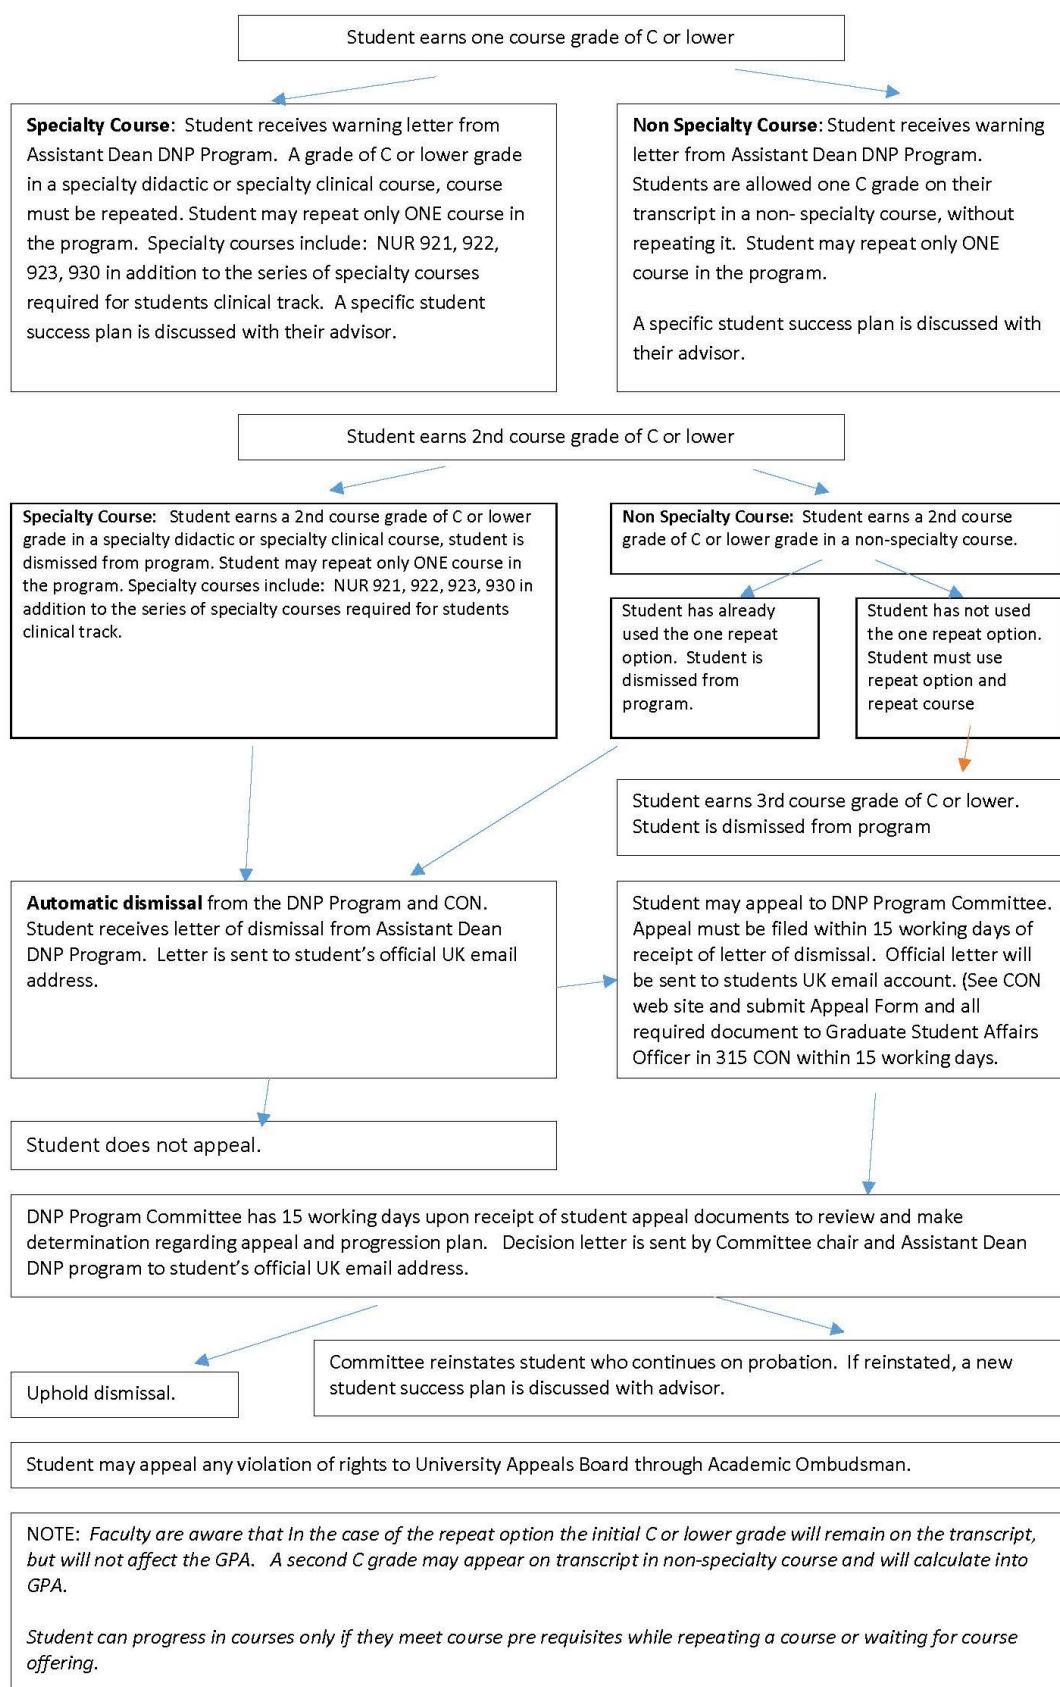 Student earns one course grade of C or lower
Specialty Course:  Student receives warning letter from
Assistant Dean DNP Program.  A grade of C or lower grade
in a specialty didactic or specialty clinical course, course
must be repeated. Student may repeat only ONE course in
the program.  Specialty courses include:  NUR 921, 922,
923, 930 in addition to the series of specialty courses
required for students clinical track.  A specific student
success plan is discussed with their advisor.
Non Specialty Course: Student receives warning
letter from Assistant Dean DNP Program.
Students are allowed one C grade on their
transcript in a non- specialty course, without
repeating it.  Student may repeat only ONE
course in the program.
A specific student success plan is discussed with
their advisor.
Student earns 2nd course grade of C or lower
Specialty Course:   Student earns a 2nd course grade of C or lower
grade in a specialty didactic or specialty clinical course, student is
dismissed from program. Student may repeat only ONE course in
the program. Specialty courses include:  NUR 921, 922, 923, 930 in
addition to the series of specialty courses required for students
clinical track.
Non Specialty Course:  Student earns a 2nd course
grade of C or lower grade in a non-specialty course.
Student has already
used the one repeat
option.  Student is
dismissed from
program.
Student has not used
the one repeat option.
Student must use
repeat option and
repeat course
Student earns 3rd course grade of C or lower.
Student is dismissed from program
Automatic dismissal from the DNP Program and CON.
Student receives letter of dismissal from Assistant Dean
DNP Program.  Letter is sent to student's official UK email
address.
Student may appeal to DNP Program Committee.
Appeal must be filed within 15 working days of
receipt of letter of dismissal.  Official letter will
be sent to students UK email account. (See CON
web site and submit Appeal Form and all
required document to Graduate Student Affairs
Officer in 315 CON within 15 working days.
Student does not appeal.
DNP Program Committee has 15 working days upon receipt of student appeal documents to review and make
determination regarding appeal and progression plan.   Decision letter is sent by Committee chair and Assistant Dean
DNP program to student's official UK email address.
Uphold dismissal.
Committee reinstates student who continues on probation.  If reinstated, a new
student success plan is discussed with advisor.
Student may appeal any violation of rights to University Appeals Board through Academic Ombudsman.
NOTE:  Faculty are aware that In the case of the repeat option the initial C or lower grade will remain on the transcript,
but will not affect the GPA.   A second C grade may appear on transcript in non-specialty course and will calculate into
GPA.
Student can progress in courses only if they meet course pre requisites while repeating a course or waiting for course
offering.